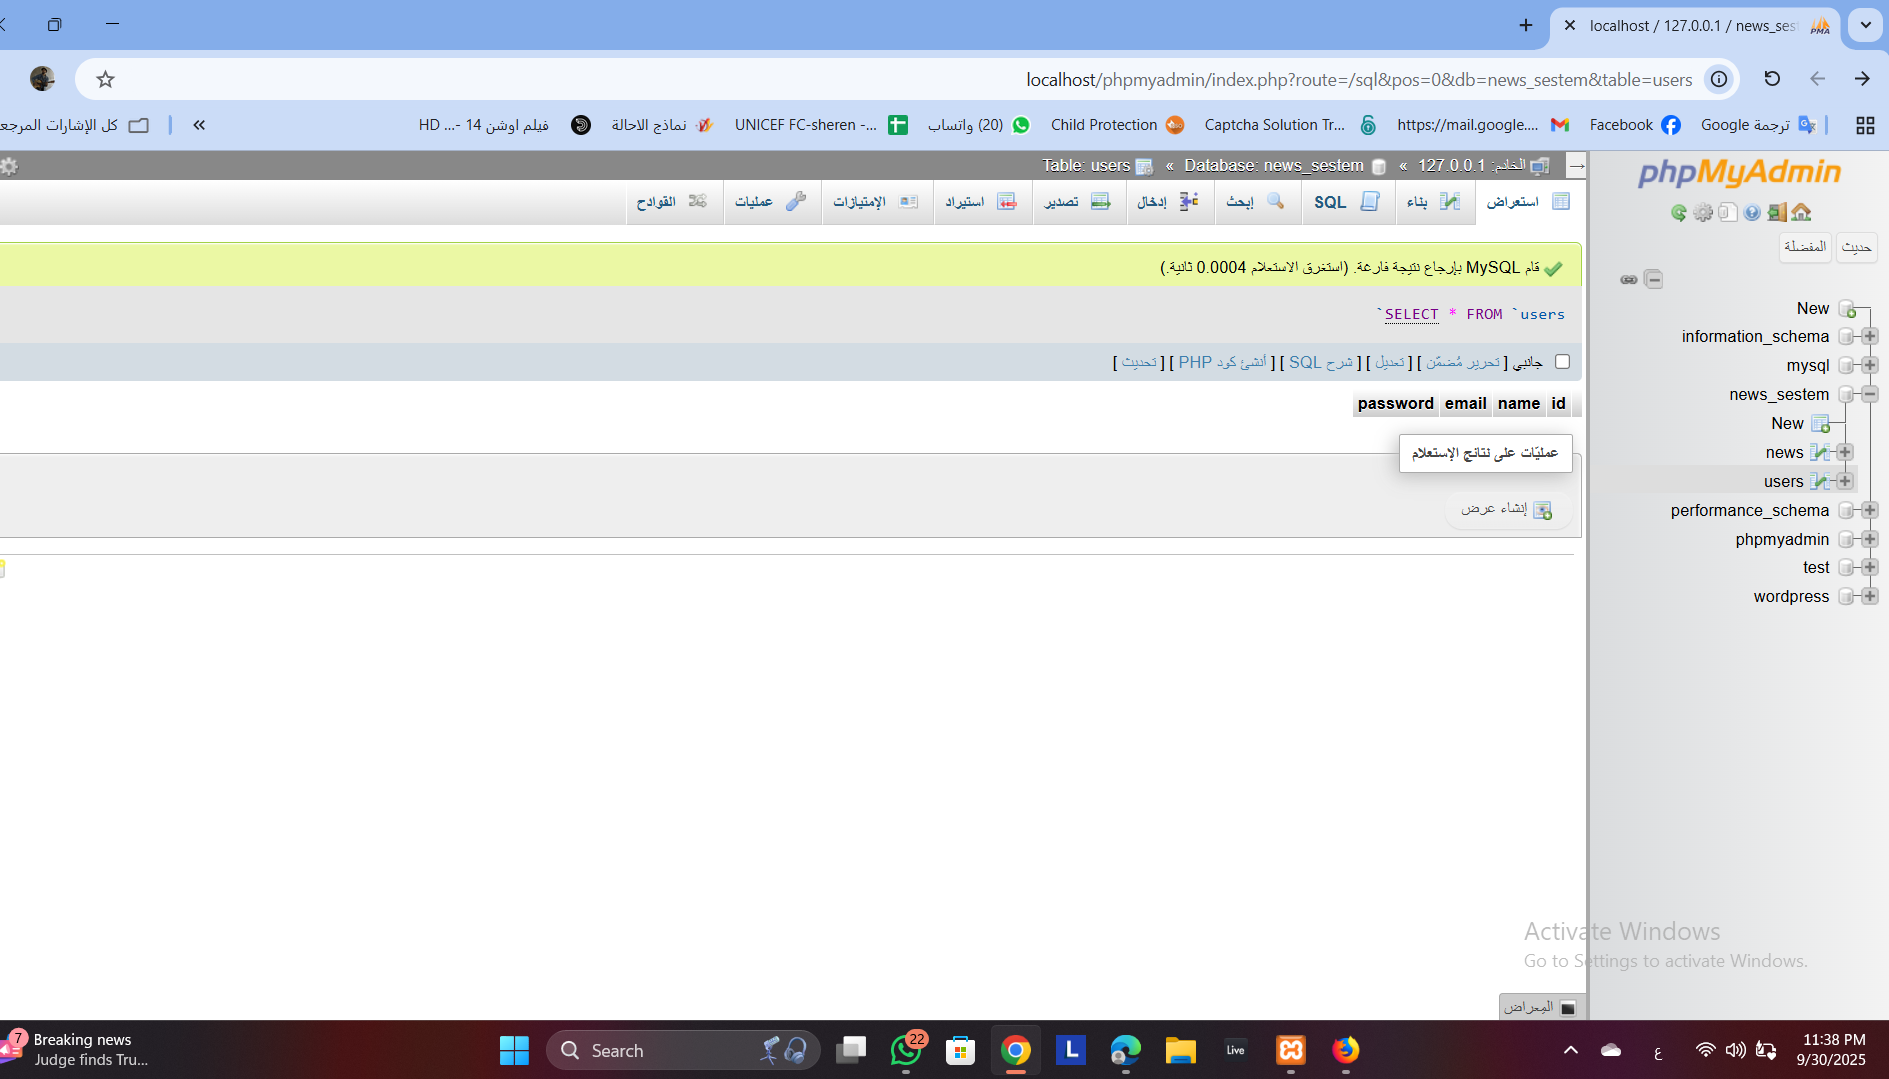 localhost / 127.0.0.1 / news_ses
localhost/phpmyadmin/index.php?route=/sql&pos=0&db=news_sestem&table=users
ترجمة Google
Facebook
https://mail.google....
Captcha Solution Tr...
Child Protection
(20) واتساب
UNICEF FC-sheren -...
نماذج الاحالة
فيلم اوشن 14 -... HD
«
كل الإشارات المرجع
phpMyAdmin
حديث
المفضلة
New
information_schema
mysql
news_sestem
New
news
users
performance_schema
phpmyadmin
test
wordpress
الخادم: 127.0.0.1 » Database: news_sestem » Table: users
استعراض
بناء
SQL
إبحث
إدخال
تصدير
استيراد
الإمتيازات
عمليات
القوادح
قام MySQL بإرجاع نتيجة فارغة. (استغرق الاستعلام 0.0004 ثانية.)
SELECT * FROM `users`
جانبي [ تحرير مُضمّن ] [ تعديل ] [ شرح SQL ] [ أنشئ كود PHP ] [ تحديث ]
id name email password
عمليّات على نتائج الإستعلام
إنشاء عرض
Activate Windows
Go to Settings to activate Windows.
المِعراض
7
Breaking news
Judge finds Tru...
Search
22
L
Live
ع
11:38 PM
9/30/2025